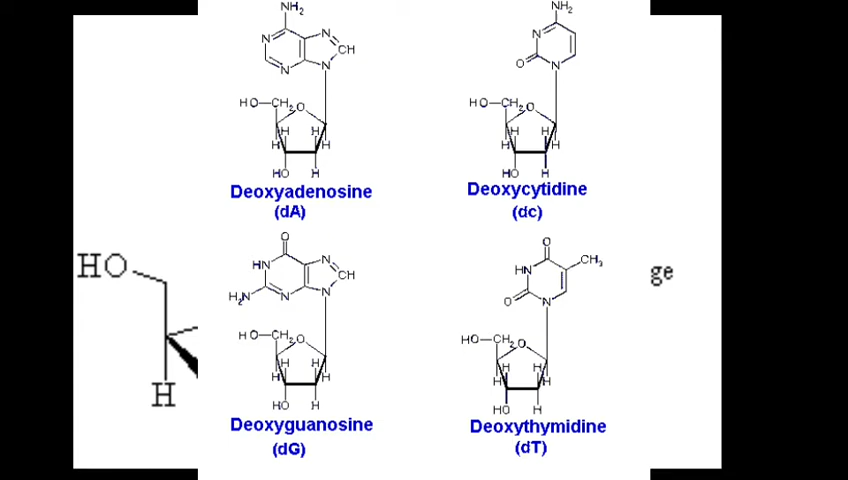 NH₂
N
N
N
N
CH
HO—CH₂
O
H
H
H
H
HO
H
Deoxyadenosine
(dA)
NH₂
N
O
N
HO—CH₂
O
H
H
H
H
HO
H
Deoxycytidine
(dc)
O
HN
N
CH
H₂N
N
N
HO—CH₂
O
H
H
H
H
HO
H
Deoxyguanosine
(dG)
O
CH₃
HN
O
N
HO—CH₂
O
H
H
H
H
HO
H
Deoxythymidine
(dT)
HO
H
ge